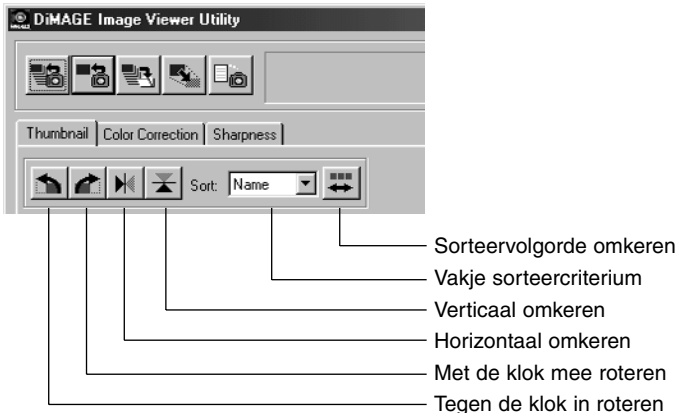 DiMAGE Image Viewer Utility
Thumbnail Color Correction Sharpness
Sort: Name
Sorteervolgorde omkeren
Vakje sorteercriterium
Verticaal omkeren
Horizontaal omkeren
Met de klok mee roteren
Tegen de klok in roteren